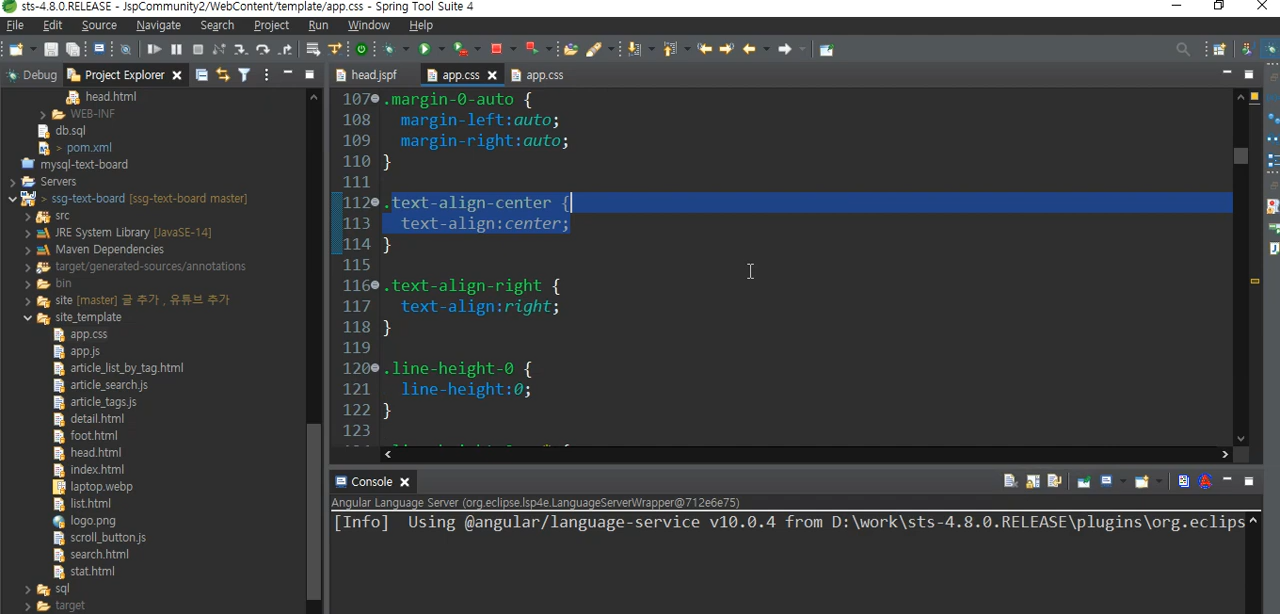 sts-4.8.0.RELEASE - JspCommunity2/WebContent/template/app.css - Spring Tool Suite 4
File Edit Source Navigate Search Project Run Window Help
Debug Project Explorer
head.html
WEB-INF
db.sql
> pom.xml
mysql-text-board
Servers
> ssg-text-board [ssg-text-board master]
src
JRE System Library [JavaSE-14]
Maven Dependencies
target/generated-sources/annotations
bin
site [master] 글 추가 , 유튜브 추가
site_template
app.css
app.js
article_list_by_tag.html
article_search.js
article_tags.js
detail.html
foot.html
head.html
index.html
laptop.webp
list.html
logo.png
scroll_button.js
search.html
stat.html
sql
target
head.jspf app.css app.css
107 .margin-0-auto {
108 margin-left:auto;
109 margin-right:auto;
110 }
111
112 .text-align-center {
113 text-align:center;
114 }
115
116 .text-align-right {
117 text-align:right;
118 }
119
120 .line-height-0 {
121 line-height:0;
122 }
123
Console
Angular Language Server (org.eclipse.lsp4e.LanguageServerWrapper@712e6e75)
[Info] Using @angular/language-service v10.0.4 from D:\work\sts-4.8.0.RELEASE\plugins\org.eclips